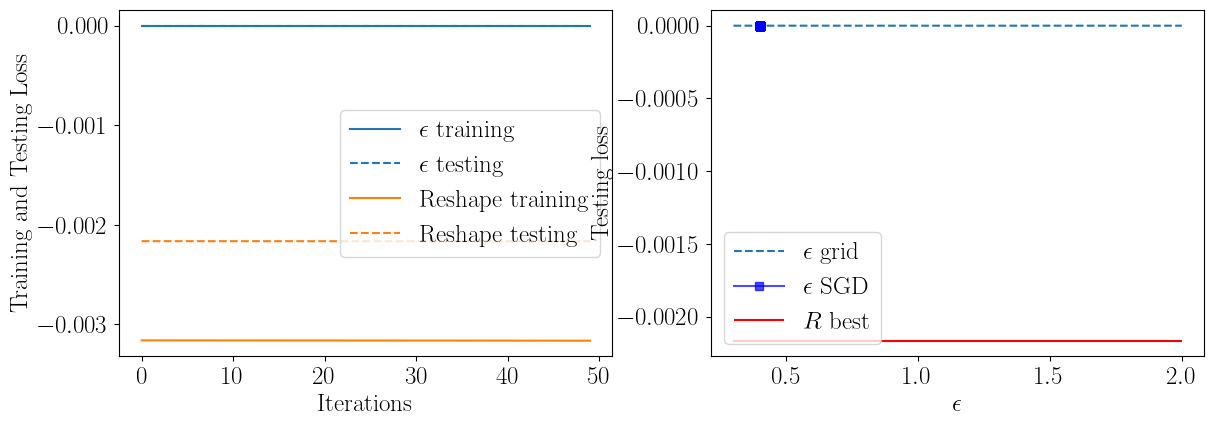 0.000
−0.001
−0.002
−0.003
Training and Testing Loss
0 10 20 30 40 50
Iterations
ϵ training
ϵ testing
Reshape training
Reshape testing
0.0000
−0.0005
−0.0010
−0.0015
−0.0020
Testing loss
0.5 1.0 1.5 2.0
ϵ
ϵ grid
ϵ SGD
R best